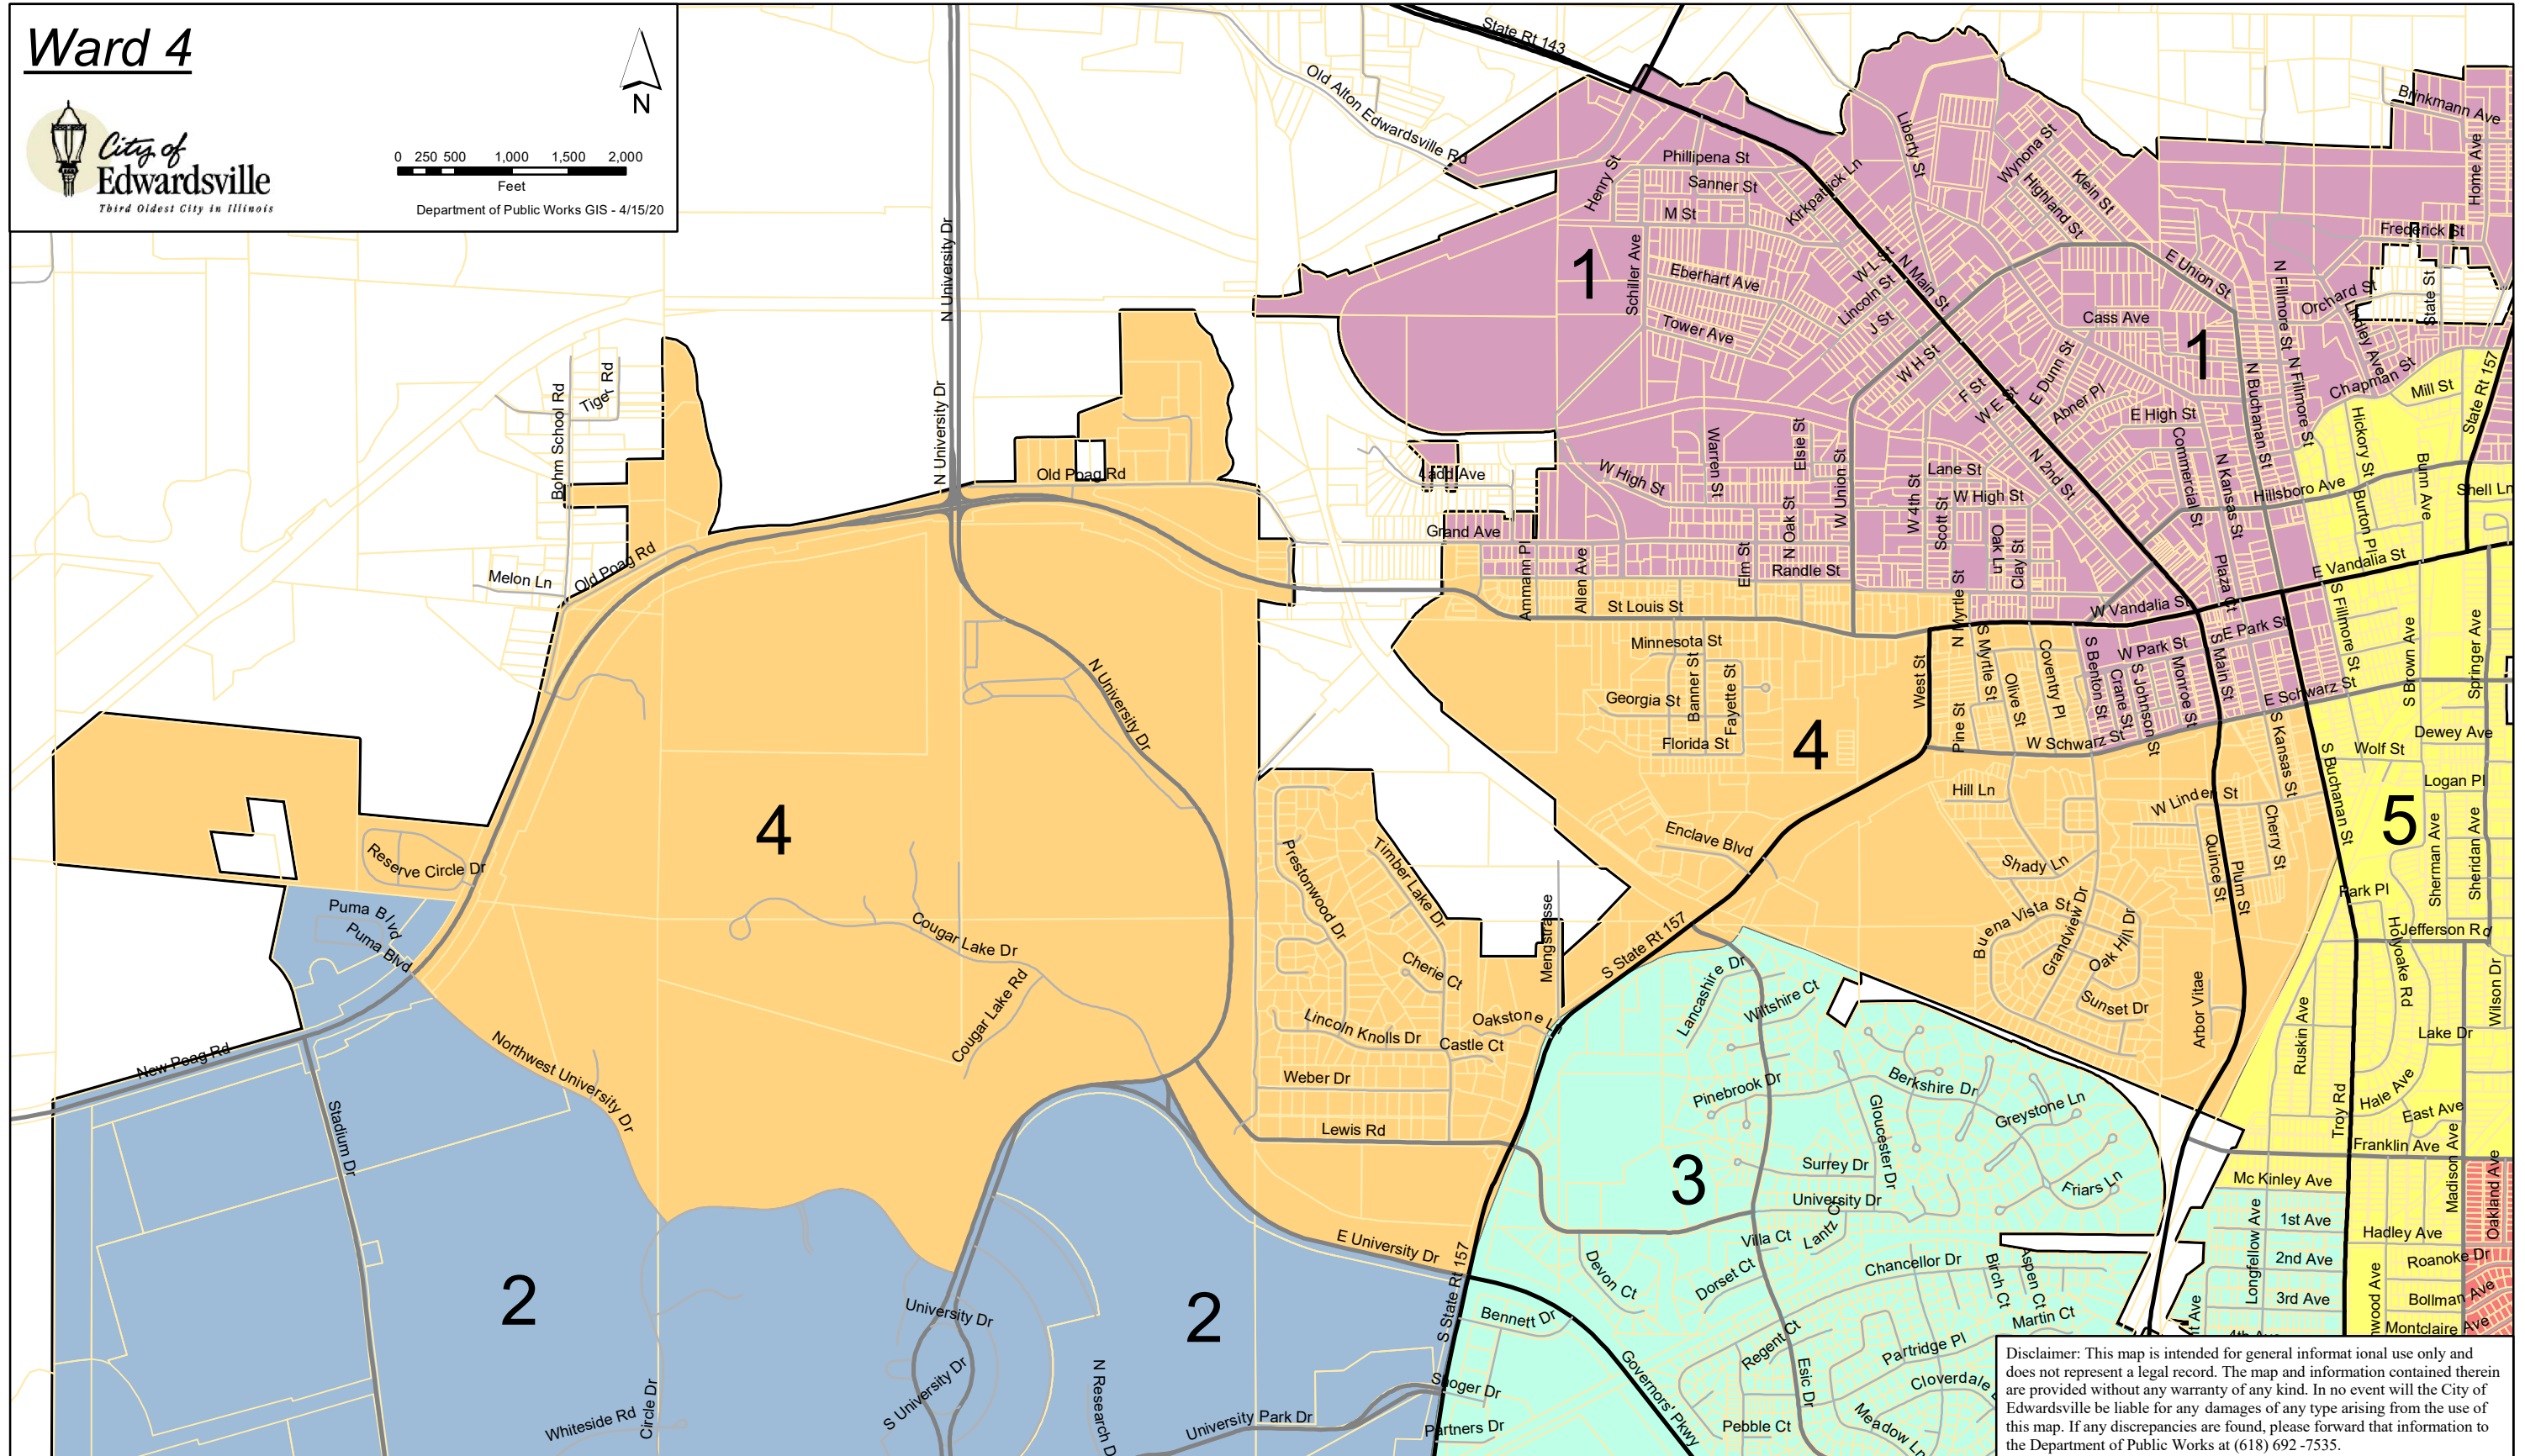 Ward 4
N
City of
Edwardsville
Third Oldest City in Illinois
0 250 500 1,000 1,500 2,000
Feet
Department of Public Works GIS - 4/15/20
State Rt 143
Old Alton Edwardsville Rd
Brinkmann Ave
Home Ave
Liberty St
Wynona St
Klein St
Highland St
Henry St
Phillipena St
Sanner St
M St
Kirkpatrick Ln
Frederick St
N University Dr
Schiller Ave
1
Eberhart Ave
W L St
N Main St
Lincoln St
J St
Tower Ave
E Union St
N Fillmore St
Orchard St
State St
Lindley Ave
Cass Ave
1
W H St
E Dunn St
Chapman St
Mill St
State Rt 157
Tiger Rd
Bohm School Rd
N University Dr
F St
W E St
Abner Pl
E High St
N Buchanan St
N Fillmore St
Hickory St
Bunn Ave
Old Poag Rd
Ladd Ave
Warren St
Elsie St
W High St
W Union St
Lane St
W High St
N 2nd St
Commercial St
N Kansas St
Hillsboro Ave
Burton Pl
Shell Ln
Grand Ave
N Oak St
W 4th St
Scott St
Oak Ln
Clay St
Melon Ln
Old Poag Rd
Ammann Pl
Allen Ave
Elm St
Randle St
Plaza Ct
E Vandalia St
St Louis St
N Myrtle St
W Vandalia St
S Fillmore St
Minnesota St
Banner St
Fayette St
Georgia St
Florida St
West St
Pine St
S Myrtle St
Olive St
Coventry Pl
S Benton St
W Park St
Crane St
S Johnson St
Monroe St
S Main St
E Park St
E Schwarz St
S Brown Ave
Springer Ave
N University Dr
4
4
W Schwarz St
S Kansas St
S Buchanan St
Wolf St
Dewey Ave
Logan Pl
Hill Ln
W Linden St
5
Reserve Circle Dr
Prestonwood Dr
Timber Lake Dr
Enclave Blvd
Shady Ln
Quince St
Plum St
Cherry St
Sherman Ave
Sheridan Ave
Park Pl
Puma Blvd
Puma Blvd
Cougar Lake Dr
Cougar Lake Rd
Cherie Ct
Mengstrasse
S State Rt 157
Buena Vista St
Grandview Dr
Oak Hill Dr
Sunset Dr
Arbor Vitae
Jefferson Rd
Holyoke Rd
Wilson Dr
Lancashire Dr
Wiltshire Ct
Lincoln Knolls Dr
Oakstone Ln
Castle Ct
Ruskin Ave
Lake Dr
New Poag Rd
Northwest University Dr
Stadium Dr
Weber Dr
Lewis Rd
Pinebrook Dr
Berkshire Dr
Gloucester Dr
Greystone Ln
Troy Rd
Hale Ave
East Ave
Franklin Ave
Madison Ave
Oakland Ave
3
Surrey Dr
University Dr
Friars Ln
Mc Kinley Ave
1st Ave
Longfellow Ave
Hadley Ave
E University Dr
Villa Ct
Lantz Ct
Devon Ct
Dorset Ct
Chancellor Dr
Birch Ct
Aspen Ct
2nd Ave
Roanoke Dr
3rd Ave
Bollman Ave
Montclaire Ave
2
2
University Dr
S State Rt 157
Bennett Dr
Regent Ct
Martin Ct
Partridge Pl
Governors' Pkwy
Esic Dr
Cloverdale
Whiteside Rd
Circle Dr
S University Dr
N Research D
University Park Dr
Spoger Dr
Partners Dr
Pebble Ct
Meadow Ln
Disclaimer: This map is intended for general informat ional use only and
does not represent a legal record. The map and information contained therein
are provided without any warranty of any kind. In no event will the City of
Edwardsville be liable for any damages of any type arising from the use of
this map. If any discrepancies are found, please forward that information to
the Department of Public Works at (618) 692 -7535.